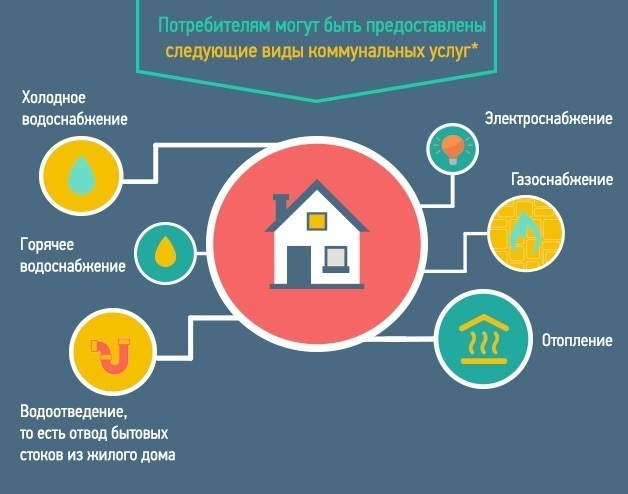 Потребителям могут быть предоставлены
следующие виды коммунальных услуг*
Холодное
водоснабжение
Электроснабжение
Газоснабжение
Горячее
водоснабжение
Отопление
Водоотведение,
то есть отвод бытовых
стоков из жилого дома